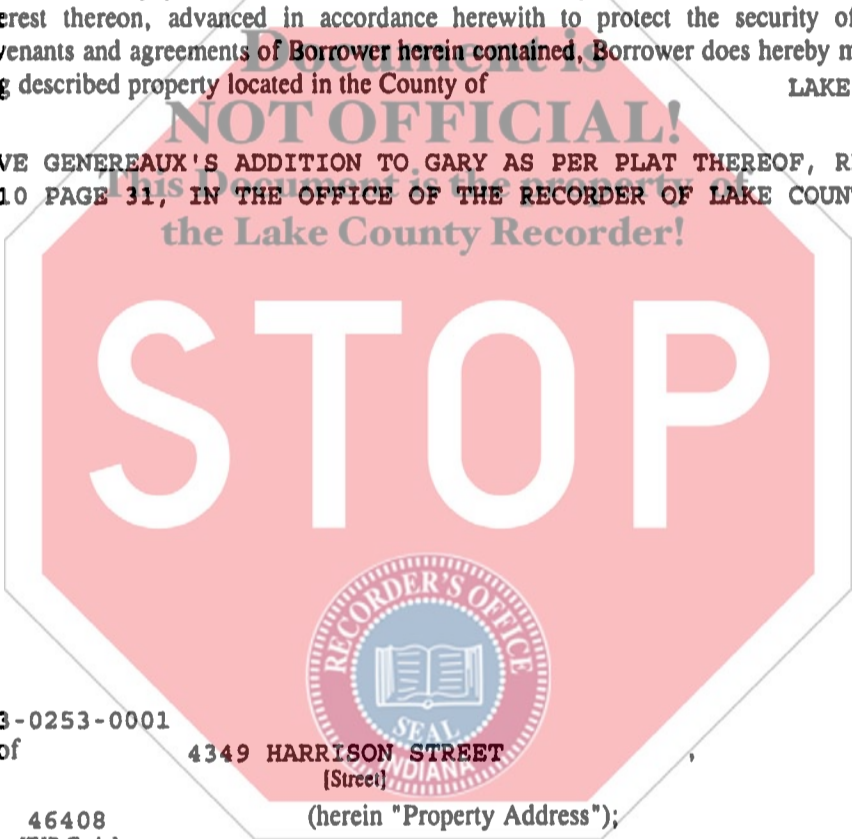 erest thereon, advanced in accordance herewith to protect the security of
venants and agreements of Borrower herein contained, Borrower does hereby m
g described property located in the County of LAKE
Document is
NOT OFFICIAL!
VE GENEREAUX'S ADDITION TO GARY AS PER PLAT THEREOF, R
This Document is the property of
10 PAGE 31, IN THE OFFICE OF THE RECORDER OF LAKE COUN
the Lake County Recorder!
STOP
RECORDER'S OFFICE
SEAL
INDIANA
3-0253-0001
of 4349 HARRISON STREET ,
[Street]
46408 (herein "Property Address");